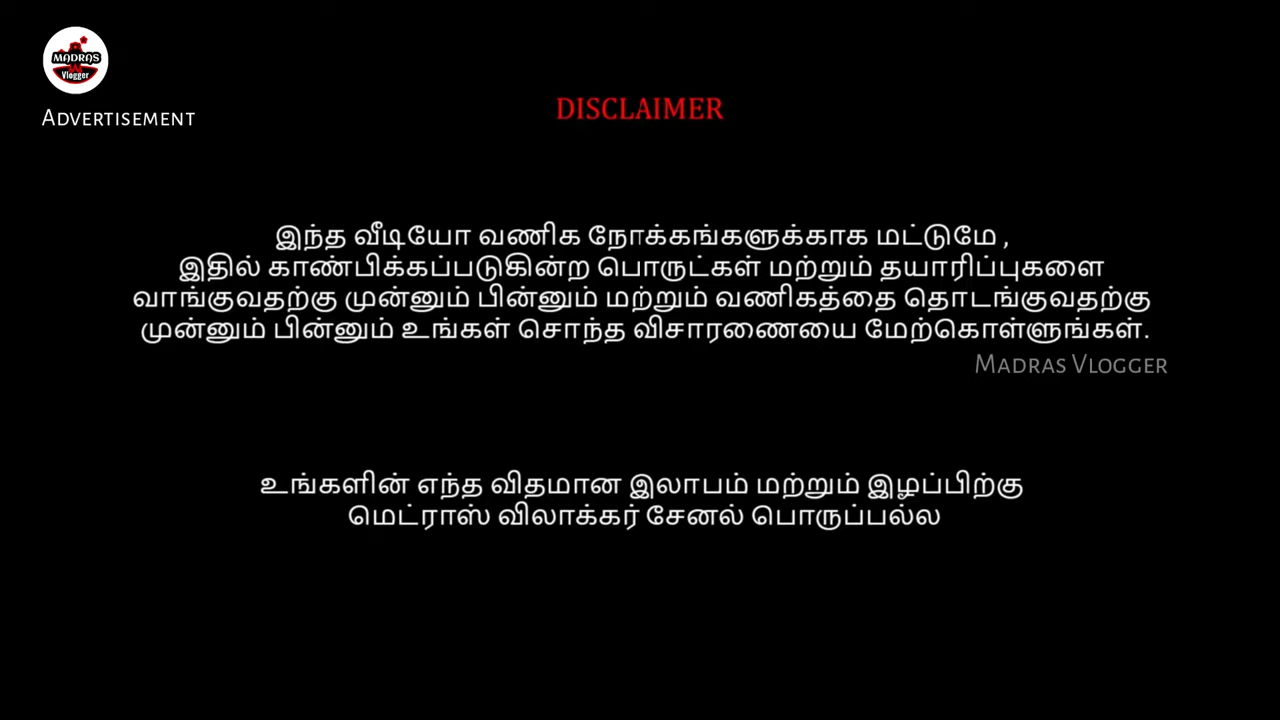 MADRAS
Vlogger
ADVERTISEMENT
DISCLAIMER
இந்த வீடியோ வணிக நோக்கங்களுக்காக மட்டுமே ,
இதில் காண்பிக்கப்படுகின்ற பொருட்கள் மற்றும் தயாரிப்புகளை
வாங்குவதற்கு முன்னும் பின்னும் மற்றும் வணிகத்தை தொடங்குவதற்கு
முன்னும் பின்னும் உங்கள் சொந்த விசாரணையை மேற்கொள்ளுங்கள்.
MADRAS VLOGGER
உங்களின் எந்த விதமான இலாபம் மற்றும் இழப்பிற்கு
மெட்ராஸ் விலாக்கர் சேனல் பொருப்பல்ல